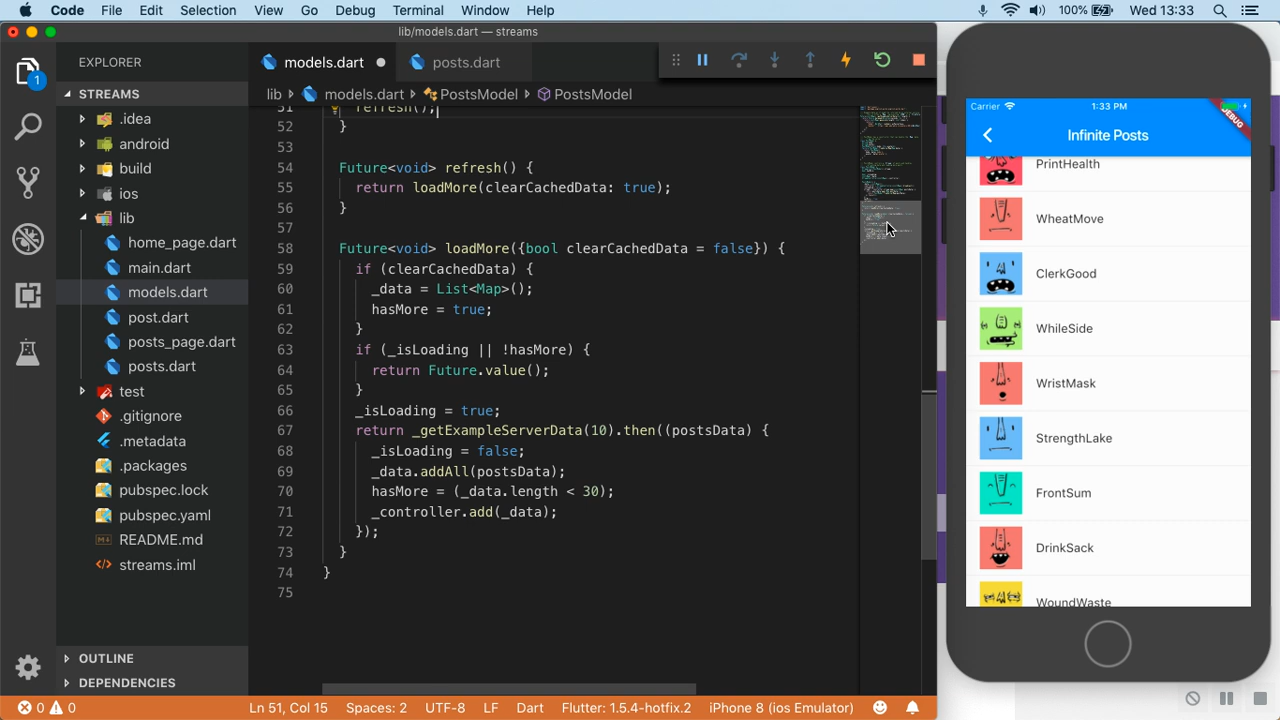 Code File Edit Selection View Go Debug Terminal Window Help 100% Wed 13:33
lib/models.dart — streams
EXPLORER
models.dart
posts.dart
1
STREAMS
lib models.dart PostsModel PostsModel
.idea
android
build
ios
lib
home_page.dart
main.dart
models.dart
post.dart
posts_page.dart
posts.dart
test
.gitignore
.metadata
.packages
pubspec.lock
pubspec.yaml
README.md
streams.iml
OUTLINE
DEPENDENCIES
51 refresh();
52 }
53
54 Future<void> refresh() {
55 return loadMore(clearCachedData: true);
56 }
57
58 Future<void> loadMore({bool clearCachedData = false}) {
59 if (clearCachedData) {
60 _data = List<Map>();
61 hasMore = true;
62 }
63 if (_isLoading || !hasMore) {
64 return Future.value();
65 }
66 _isLoading = true;
67 return _getExampleServerData(10).then((postsData) {
68 _isLoading = false;
69 _data.addAll(postsData);
70 hasMore = (_data.length < 30);
71 _controller.add(_data);
72 });
73 }
74 }
75
0 0 Ln 51, Col 15 Spaces: 2 UTF-8 LF Dart Flutter: 1.5.4-hotfix.2 iPhone 8 (ios Emulator)
Carrier 1:33 PM
DEBUG
Infinite Posts
PrintHealth
WheatMove
ClerkGood
WhileSide
WristMask
StrengthLake
FrontSum
DrinkSack
WoundWaste